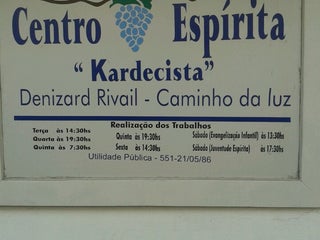 Centro Espírita
“Kardecista”
Denizard Rivail - Caminho da luz
Realização dos Trabalhos
Terça às 14:30hs Quinta às 19:30hs Sábado (Evangelização Infantil) às 13:30hs
Quarta às 19:30hs Sexta às 14:30hs Sábado (Juventude Espírita) às 17:30hs
Quinta às 7:30hs
Utilidade Pública - 551-21/05/86